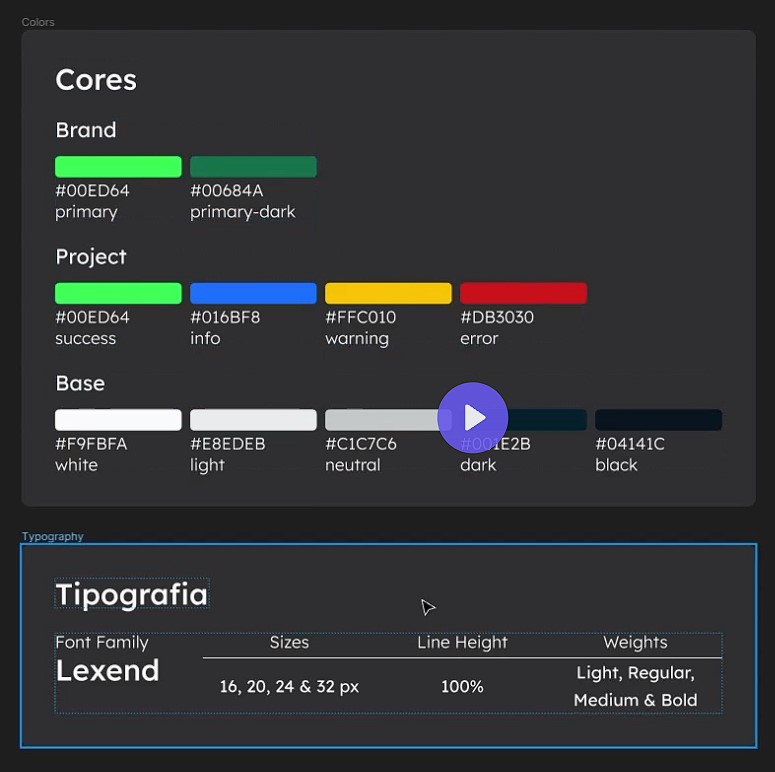 Colors
Cores
Brand
#00ED64 #00684A
primary primary-dark
Project
#00ED64 #016BF8 #FFC010 #DB3030
success info warning error
Base
#F9FBFA #E8EDEB #C1C7C6 #001E2B #04141C
white light neutral dark black
Typography
Tipografia
Font Family Sizes Line Height Weights
Lexend 16, 20, 24 & 32 px 100% Light, Regular,
Medium & Bold